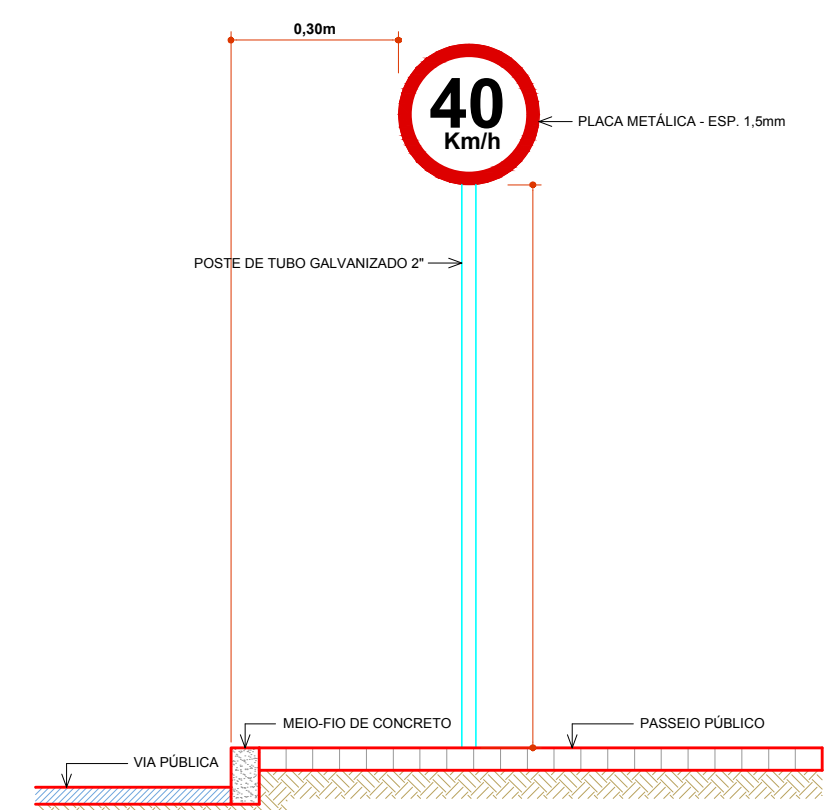 0,30m
40
Km/h
PLACA METÁLICA - ESP. 1,5mm
POSTE DE TUBO GALVANIZADO 2"
MEIO-FIO DE CONCRETO
PASSEIO PÚBLICO
VIA PÚBLICA